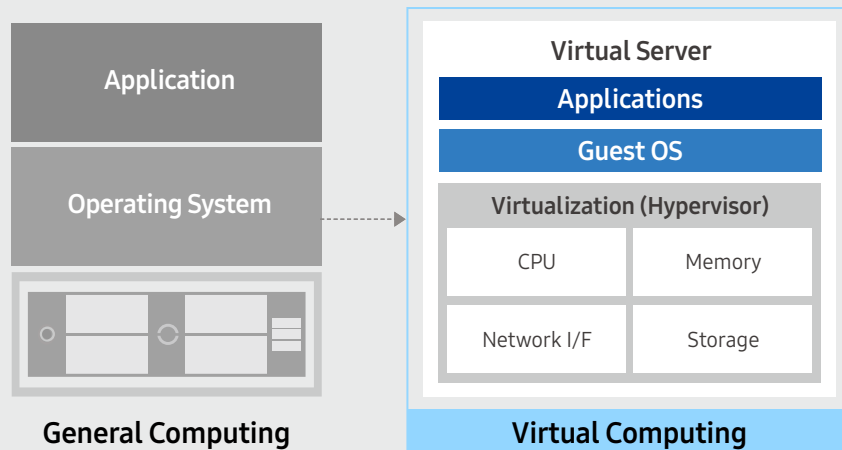 Application
Operating System
General Computing
Virtual Server
Applications
Guest OS
Virtualization (Hypervisor)
CPU
Memory
Network I/F
Storage
Virtual Computing